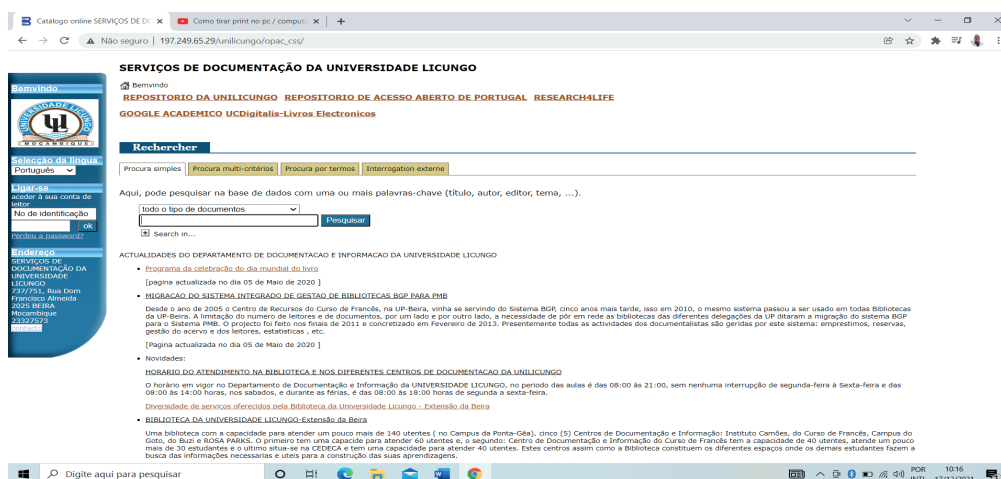 Catálogo online SERVIÇOS DE DO
Como tirar print no pc / computa
Não seguro | 197.249.65.29/unilicungo/opac_css/
SERVIÇOS DE DOCUMENTAÇÃO DA UNIVERSIDADE LICUNGO
Bemvindo
REPOSITORIO DA UNILICUNGO REPOSITORIO DE ACESSO ABERTO DE PORTUGAL RESEARCH4LIFE
GOOGLE ACADEMICO UCDigitalis-Livros Electronicos
Bemvindo
UNIVERSIDADE LICUNGO
MOÇAMBIQUE
Selecção da língua
Português
Ligar-se
aceder à sua conta de
leitor
No de identificação
ok
Perdeu a password?
Endereço
SERVIÇOS DE
DOCUMENTAÇÃO DA
UNIVERSIDADE
LICUNGO
737/751, Rua Dom
Francisco Almeida
2025 BEIRA
Mocambique
23327573
contacto
Rechercher
Procura simples Procura multi-critérios Procura por termos Interrogation externe
Aqui, pode pesquisar na base de dados com uma ou mais palavras-chave (título, autor, editor, tema, ...).
todo o tipo de documentos
Pesquisar
Search in...
ACTUALIDADES DO DEPARTAMENTO DE DOCUMENTACAO E INFORMACAO DA UNIVERSIDADE LICUNGO
• Programa da celebração do dia mundial do livro
[pagina actualizada no dia 05 de Maio de 2020 ]
• MIGRACAO DO SISTEMA INTEGRADO DE GESTAO DE BIBLIOTECAS BGP PARA PMB
Desde o ano de 2005 o Centro de Recursos do Curso de Francês, na UP-Beira, vinha se servindo do Sistema BGP, cinco anos mais tarde, isso em 2010, o mesmo sistema passou a ser usado em todas Bibliotecas
da UP-Beira. A limitação do numero de leitores e de documentos, por um lado e por outro lado, a necessidade de pôr em rede as bibliotecas das diferentes delegações da UP ditaram a migração do sistema BGP
para o Sistema PMB. O projecto foi feito nos finais de 2011 e concretizado em Fevereiro de 2013. Presentemente todas as actividades dos documentalistas são geridas por este sistema: emprestimos, reservas,
gestão do acervo e dos leitores, estatisticas , etc.
[Pagina actualizada no dia 05 de Maio de 2020 ]
• Novidades:
HORARIO DO ATENDIMENTO NA BIBLIOTECA E NOS DIFERENTES CENTROS DE DOCUMENTACAO DA UNILICUNGO
O horário em vigor no Departamento de Documentação e Informação da UNIVERSIDADE LICUNGO, no periodo das aulas é das 08:00 às 21:00, sem nenhuma interrupção de segunda-feira à Sexta-feira e das
08:00 às 14:00 horas, nos sabados, e durante as férias, é das 08:00 às 18:00 horas de segunda a sexta-feira.
Diversidade de serviços oferecidos pela Biblioteca da Universidade Licungo - Extensão da Beira
• BIBLIOTECA DA UNIVERSIDADE LICUNGO-Extensão da Beira
Uma biblioteca com a capacidade para atender um pouco mais de 140 utentes ( no Campus da Ponta-Gêa), cinco (5) Centros de Documentação e Informação: Instituto Camões, do Curso de Francês, Campus do
Goto, do Buzi e ROSA PARKS. O primeiro tem uma capacide para atender 60 utentes e, o segundo: Centro de Documentação e Informação do Curso de Francês tem a capacidade de 40 utentes, atende um pouco
mais de 30 estudantes e o ultimo situa-se na CEDECA e tem uma capacidade para atender 40 utentes. Estes centros assim como a Biblioteca constituem os diferentes espaços onde os demais estudantes fazem a
busca das informações necessarias e uteis para a construção das suas aprendizagens.
Digite aqui para pesquisar
POR
INTL
10:16
17/12/2021